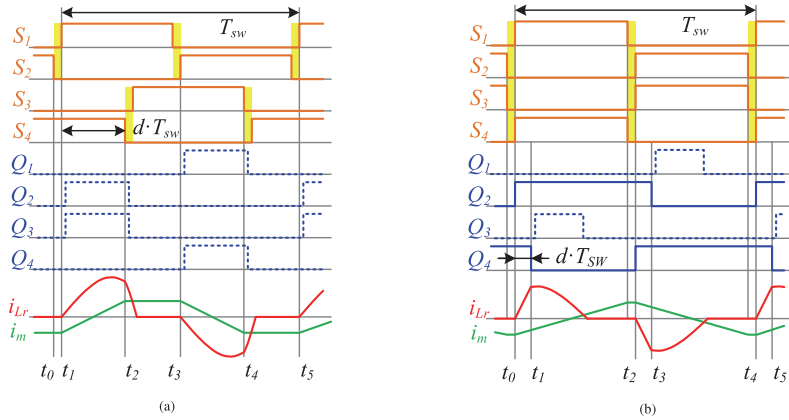 T_sw
S_1
S_2
S_3
S_4
d·T_sw
Q_1
Q_2
Q_3
Q_4
i_Lr
i_m
t_0 t_1 t_2 t_3 t_4 t_5
(a)
T_sw
S_1
S_2
S_3
S_4
Q_1
Q_2
Q_3
Q_4
d·T_SW
i_Lr
i_m
t_0 t_1 t_2 t_3 t_4 t_5
(b)